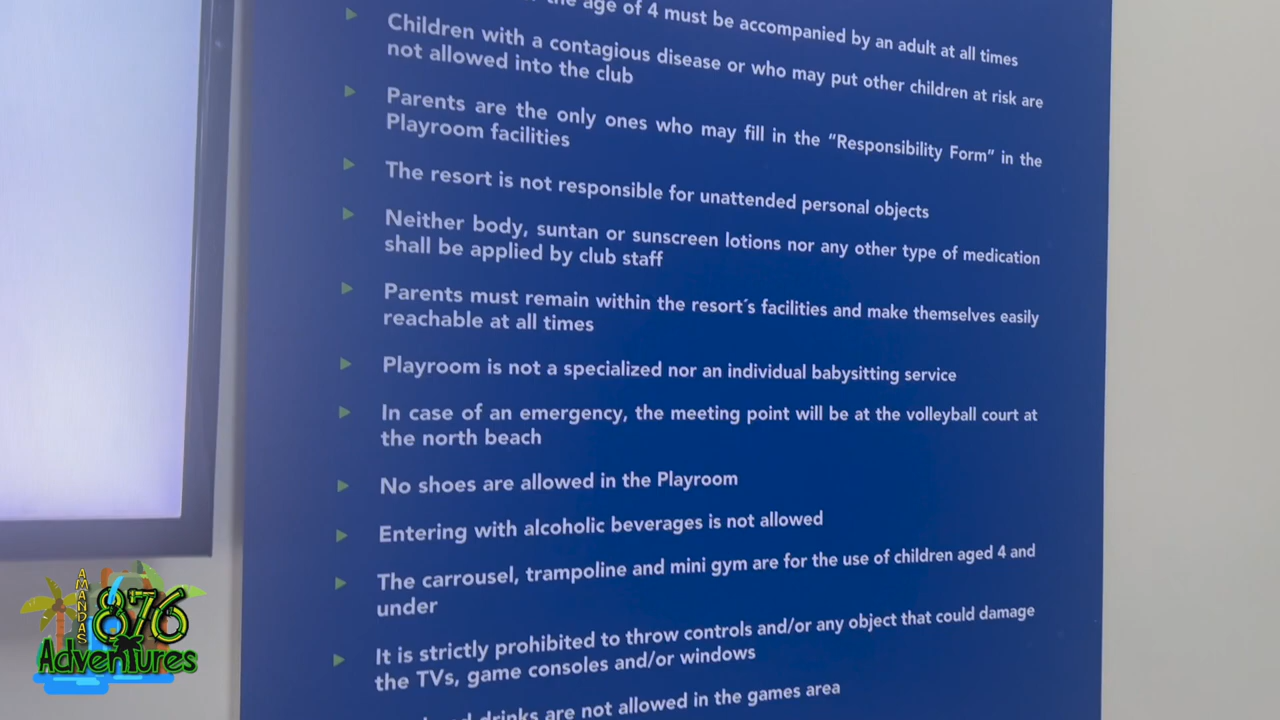 the age of 4 must be accompanied by an adult at all times
Children with a contagious disease or who may put other children at risk are
not allowed into the club
Parents are the only ones who may fill in the “Responsibility Form” in the
Playroom facilities
The resort is not responsible for unattended personal objects
Neither body, suntan or sunscreen lotions nor any other type of medication
shall be applied by club staff
Parents must remain within the resort´s facilities and make themselves easily
reachable at all times
Playroom is not a specialized nor an individual babysitting service
In case of an emergency, the meeting point will be at the volleyball court at
the north beach
No shoes are allowed in the Playroom
Entering with alcoholic beverages is not allowed
The carrousel, trampoline and mini gym are for the use of children aged 4 and
under
It is strictly prohibited to throw controls and/or any object that could damage
the TVs, game consoles and/or windows
drinks are not allowed in the games area
AMANDAS
876
Adventures